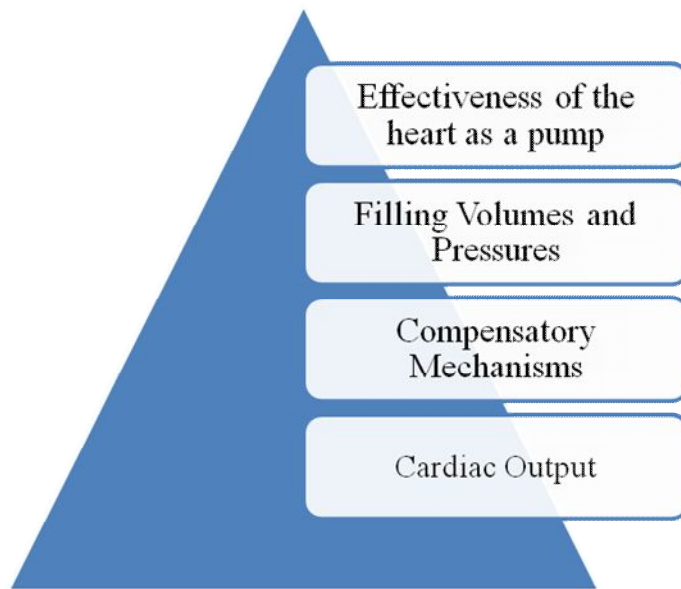 Effectiveness of the
heart as a pump
Filling Volumes and
Pressures
Compensatory
Mechanisms
Cardiac Output